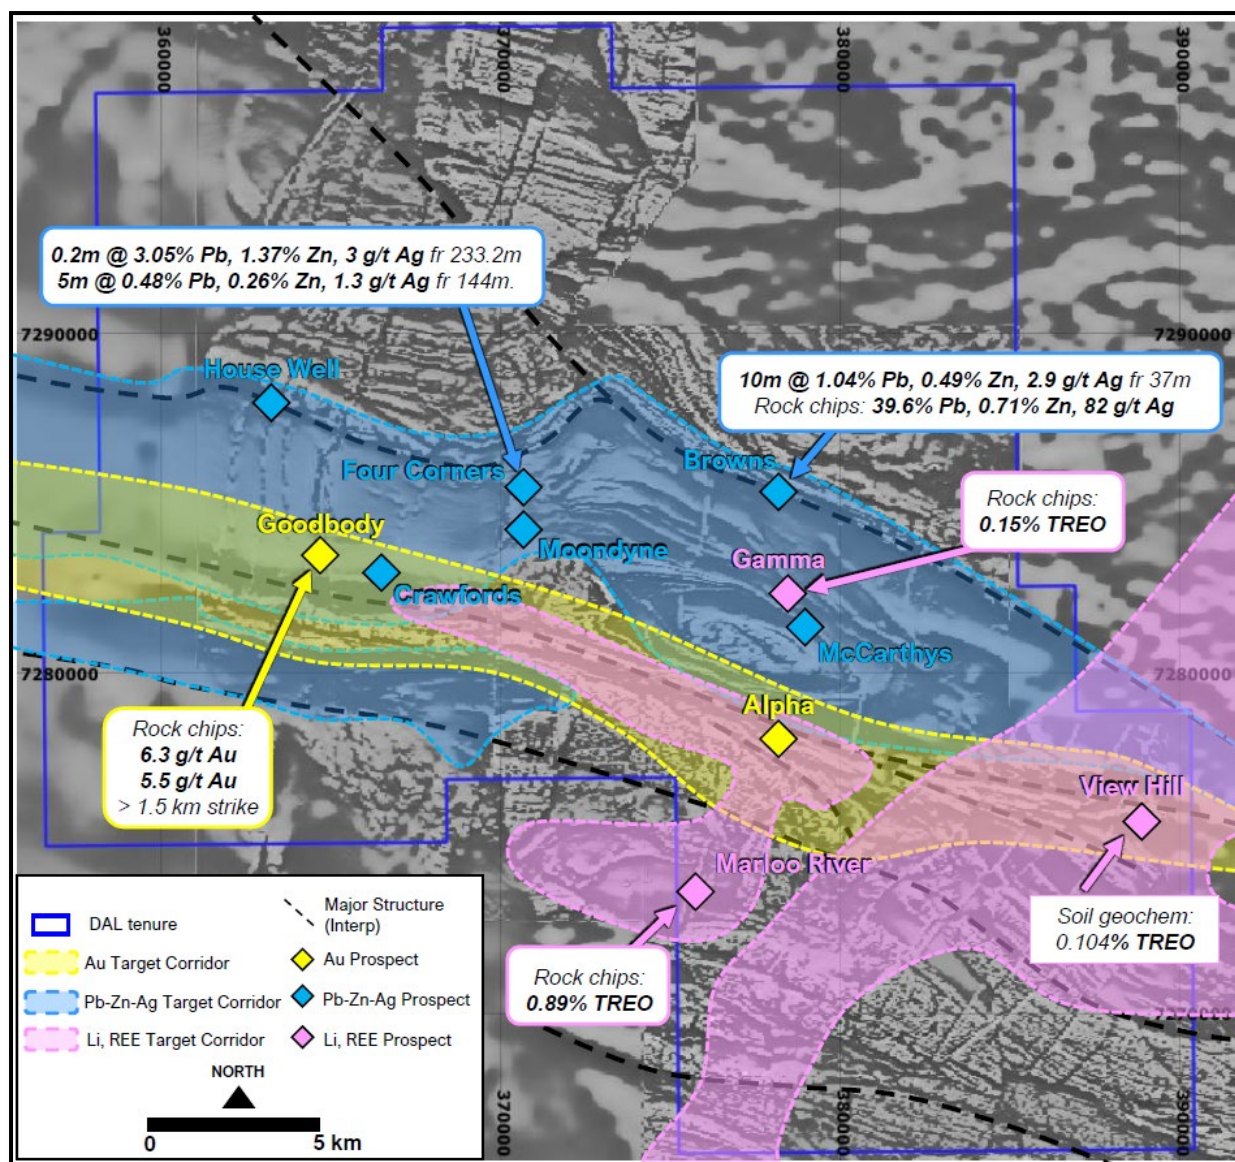 360000
370000
380000
390000
0.2m @ 3.05% Pb, 1.37% Zn, 3 g/t Ag fr 233.2m
5m @ 0.48% Pb, 0.26% Zn, 1.3 g/t Ag fr 144m.
7290000
7290000
House Well
10m @ 1.04% Pb, 0.49% Zn, 2.9 g/t Ag fr 37m
Rock chips: 39.6% Pb, 0.71% Zn, 82 g/t Ag
Four Corners
Browns
Rock chips:
0.15% TREO
Goodbody
Moondyne
Gamma
Crawfords
McCarthys
7280000
7280000
Alpha
Rock chips:
6.3 g/t Au
5.5 g/t Au
> 1.5 km strike
View Hill
Marloo River
Soil geochem:
0.104% TREO
Rock chips:
0.89% TREO
DAL tenure
Au Target Corridor
Pb-Zn-Ag Target Corridor
Li, REE Target Corridor
Major Structure
(Interp)
Au Prospect
Pb-Zn-Ag Prospect
Li, REE Prospect
NORTH
0 5 km
370000
380000
390000